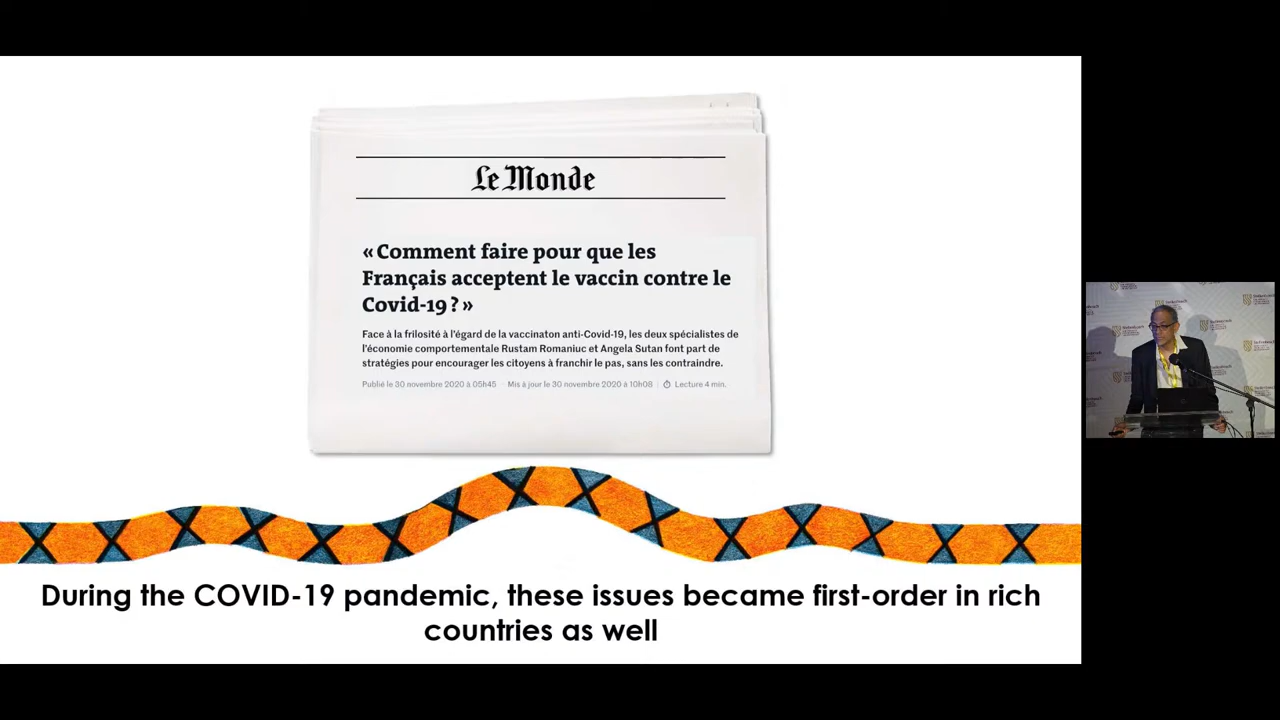 Le Monde
« Comment faire pour que les
Français acceptent le vaccin contre le
Covid-19 ? »
Face à la frilosité à l'égard de la vaccinaton anti-Covid-19, les deux spécialistes de
l'économie comportementale Rustam Romaniuc et Angela Sutan font part de
stratégies pour encourager les citoyens à franchir le pas, sans les contraindre.
Publié le 30 novembre 2020 à 05h45 · Mis à jour le 30 novembre 2020 à 10h08 Lecture 4 min.
During the COVID-19 pandemic, these issues became first-order in rich
countries as well